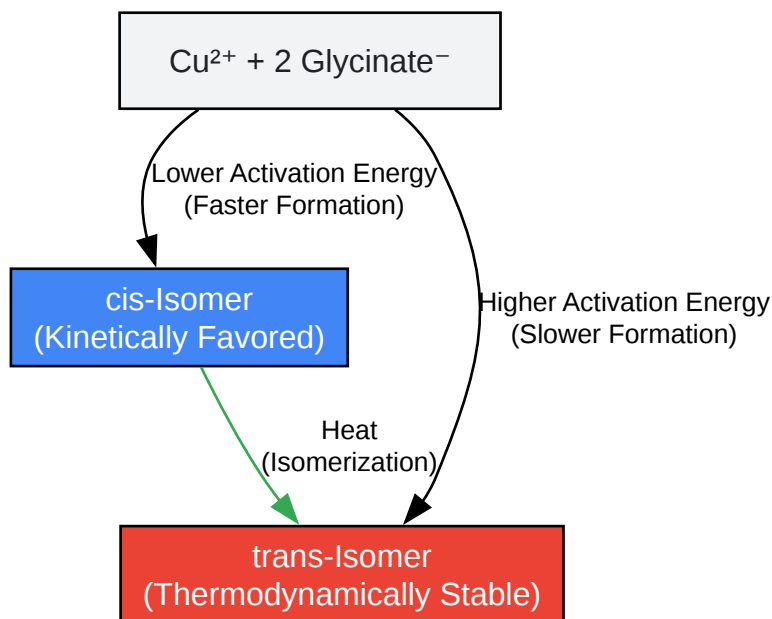 Cu²⁺ + 2 Glycinate⁻
Lower Activation Energy
(Faster Formation)
cis-Isomer
(Kinetically Favored)
Higher Activation Energy
(Slower Formation)
Heat
(Isomerization)
trans-Isomer
(Thermodynamically Stable)